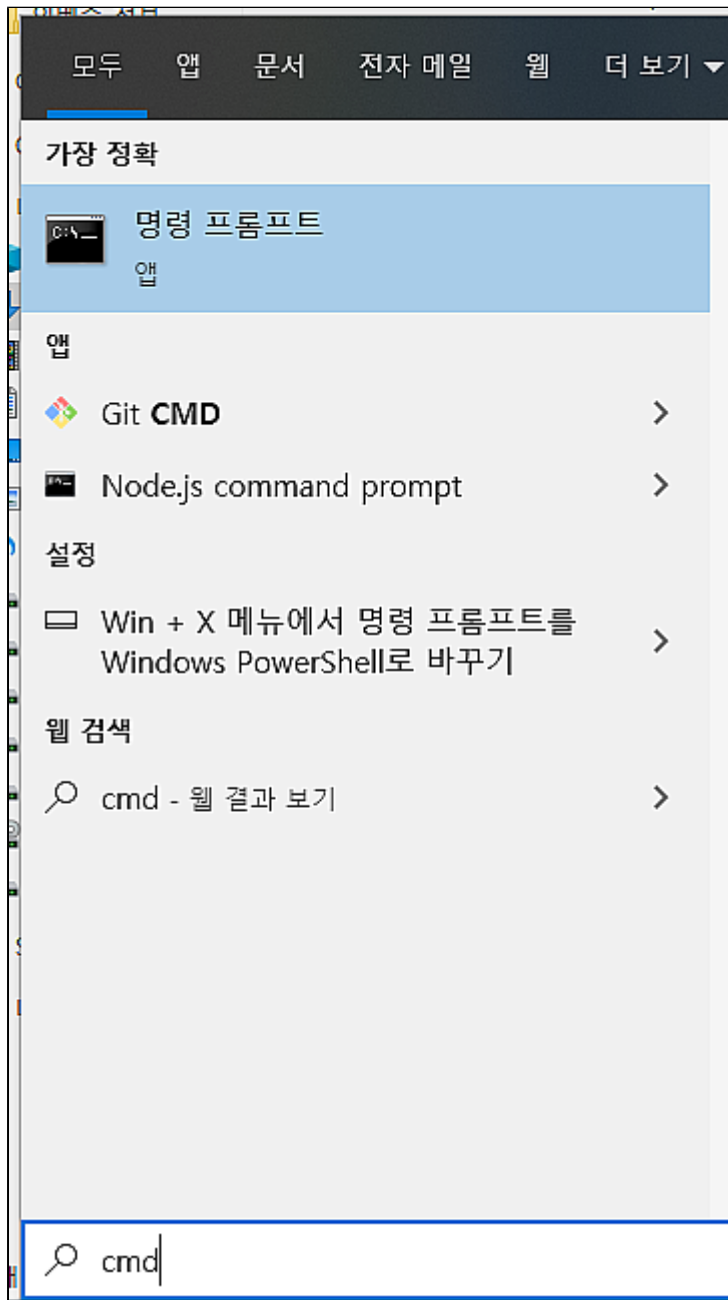 모두 앱 문서 전자 메일 웹 더 보기
가장 정확
명령 프롬프트
앱
앱
Git CMD
Node.js command prompt
설정
Win + X 메뉴에서 명령 프롬프트를
Windows PowerShell로 바꾸기
웹 검색
cmd - 웹 결과 보기
cmd